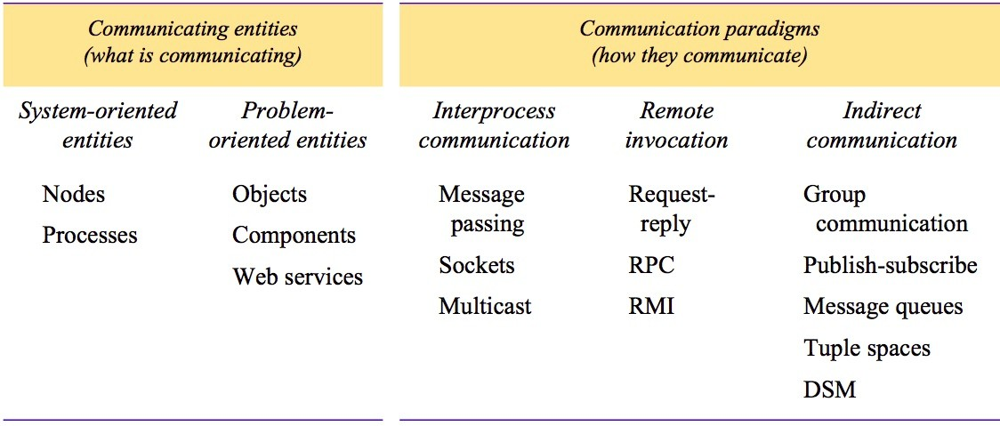 Communicating entities
(what is communicating)
Communication paradigms
(how they communicate)
System-oriented
entities
Problem-
oriented entities
Interprocess
communication
Remote
invocation
Indirect
communication
Nodes
Processes
Objects
Components
Web services
Message
passing
Sockets
Multicast
Request-
reply
RPC
RMI
Group
communication
Publish-subscribe
Message queues
Tuple spaces
DSM